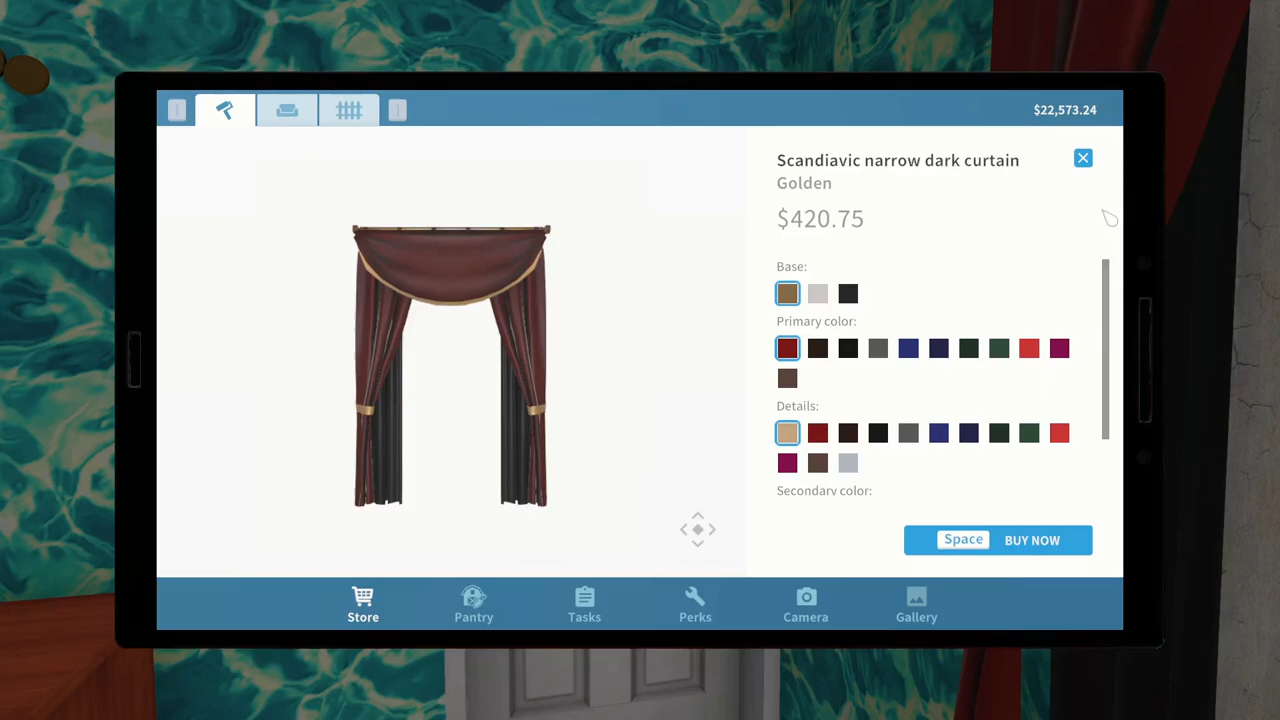 $22,573.24
Scandiavic narrow dark curtain
Golden
$420.75
Base:
Primary color:
Details:
Secondary color:
Space BUY NOW
Store Pantry Tasks Perks Camera Gallery